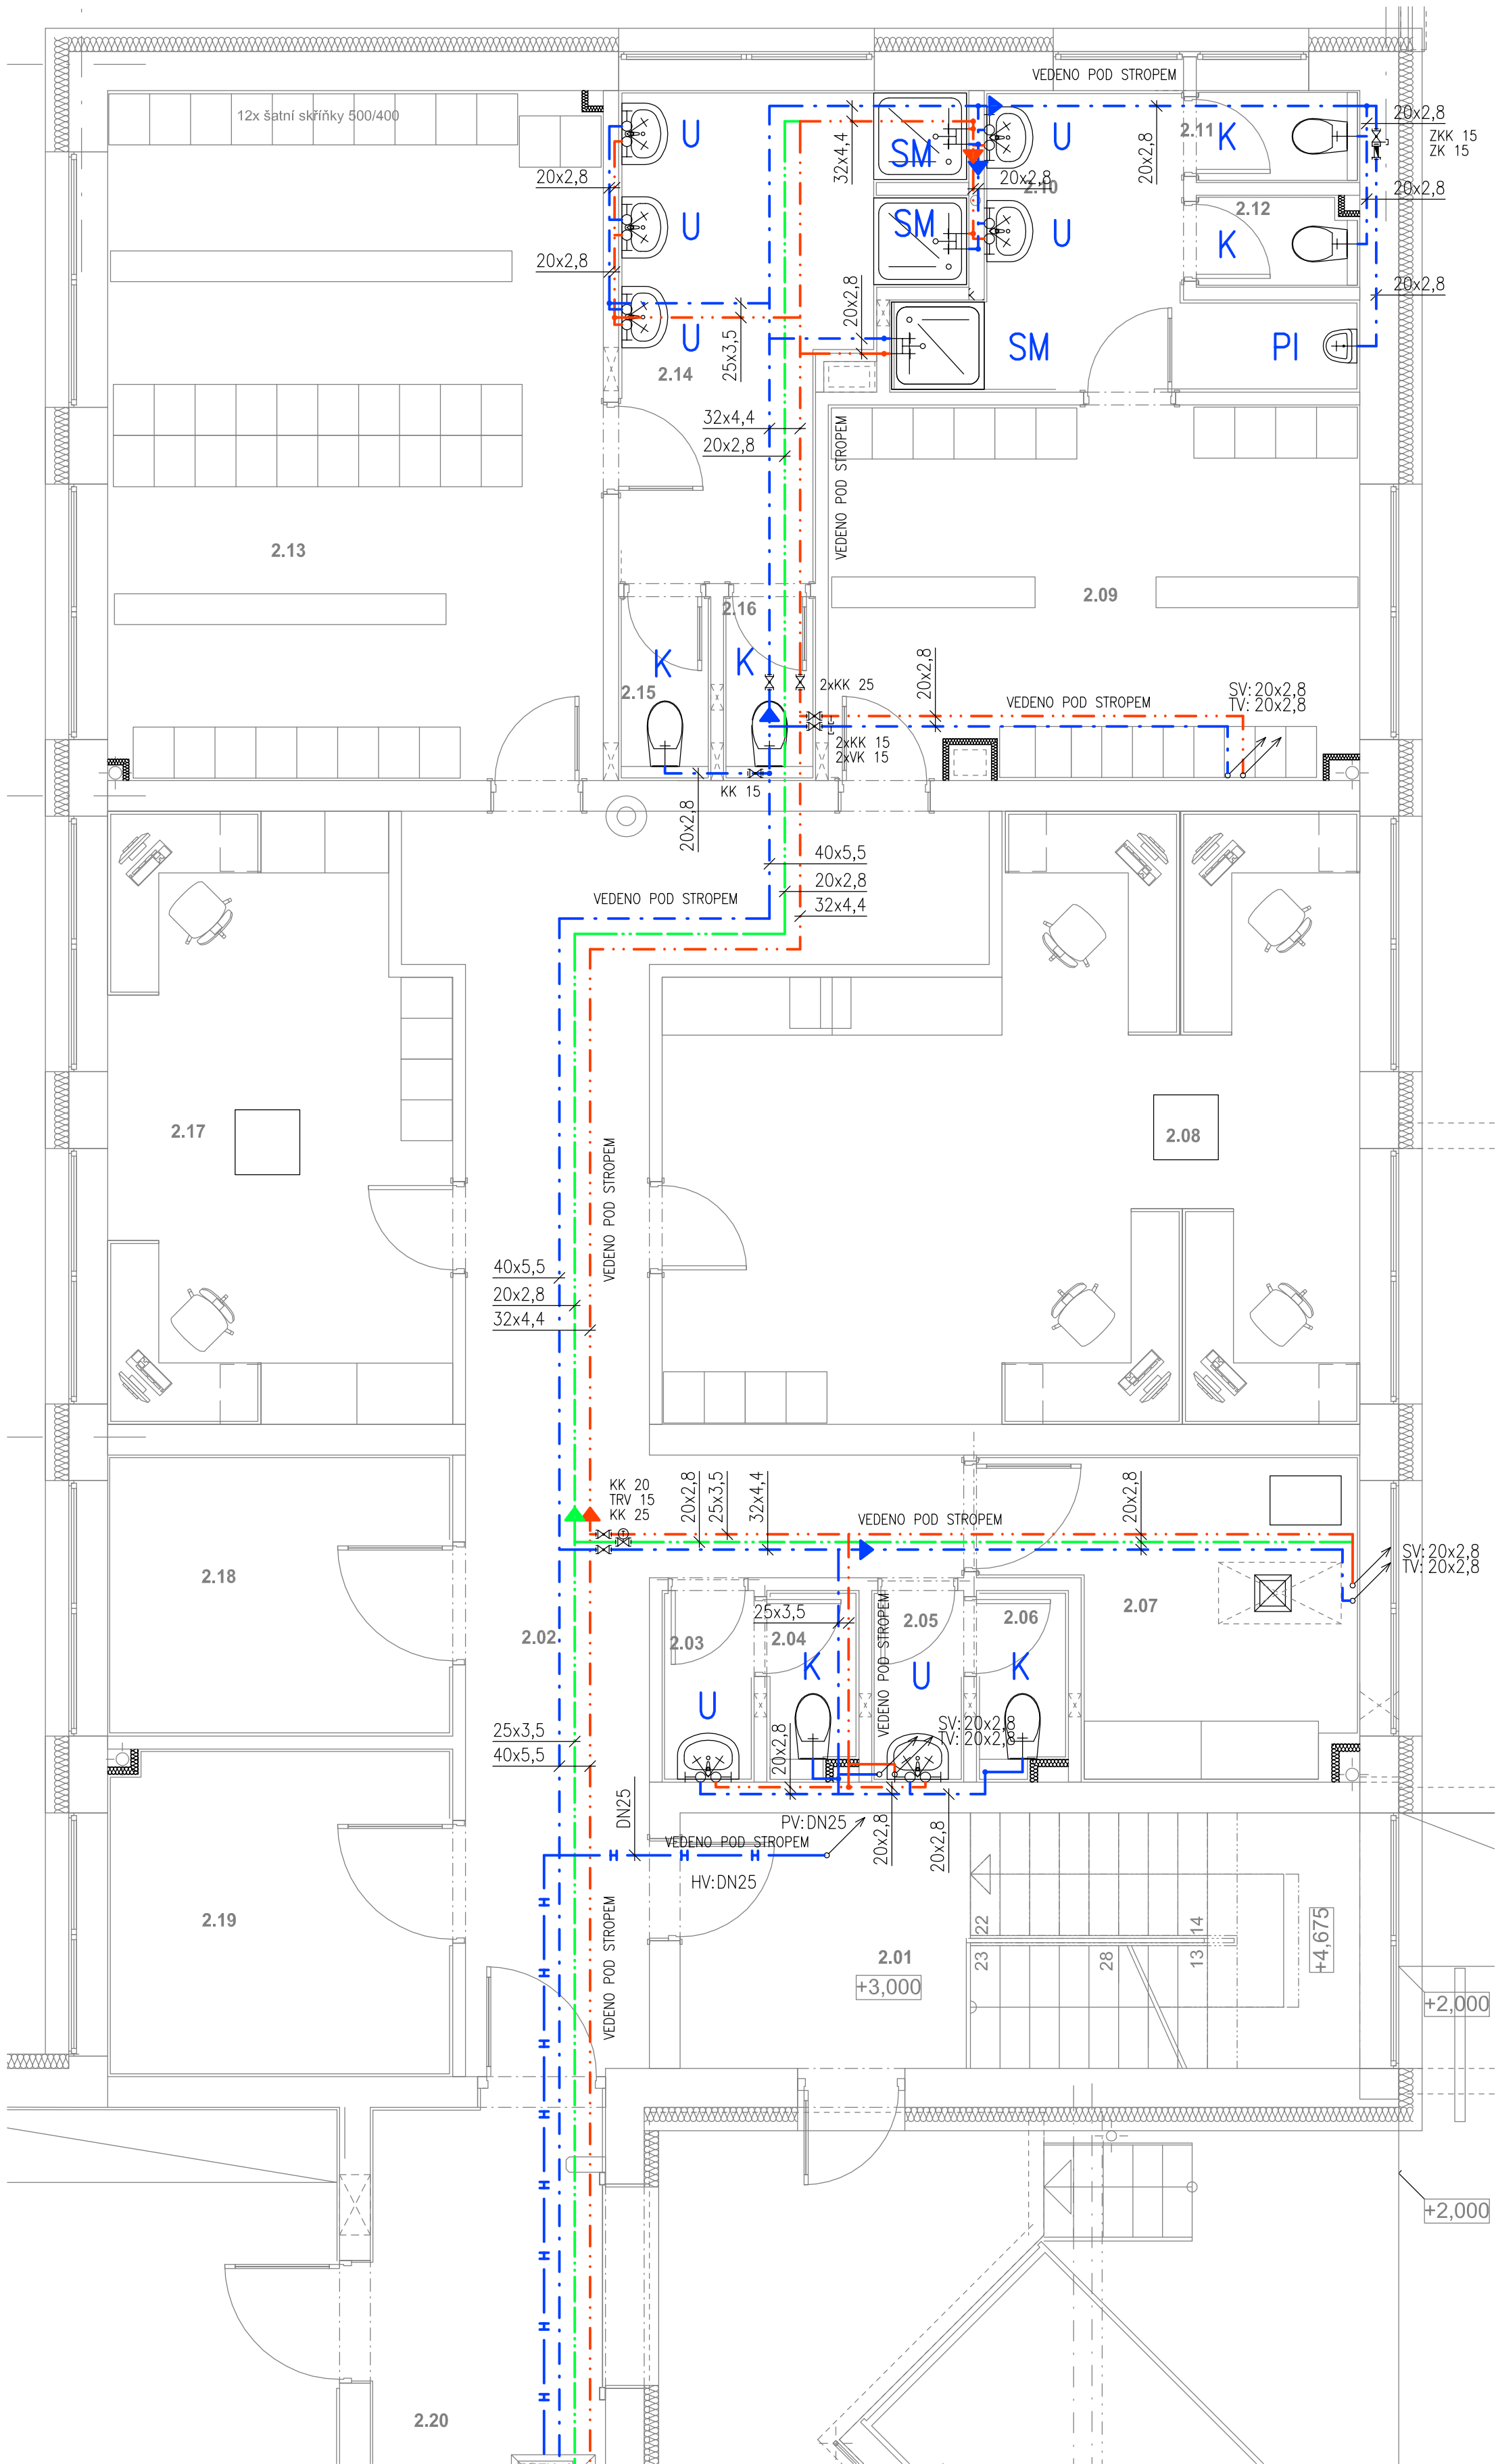 VEDENO POD STROPEM
12x šatní skříňky 500/400
U
SM
U
2.11
K
20x2,8
ZKK 15
ZK 15
32x4,4
20x2,8
20x2,8
20x2,8
2.10
20x2,8
U
SM
U
2.12
K
20x2,8
20x2,8
20x2,8
U
25x3,5
SM
PI
2.14
32x4,4
20x2,8
VEDENO POD STROPEM
2.13
2.09
2.16
K
K
2.15
2xKK 25
20x2,8
VEDENO POD STROPEM
SV: 20x2,8
TV: 20x2,8
2xKK 15
2xVK 15
KK 15
20x2,8
40x5,5
20x2,8
32x4,4
VEDENO POD STROPEM
2.17
2.08
VEDENO POD STROPEM
40x5,5
20x2,8
32x4,4
KK 20
TRV 15
KK 25
20x2,8
25x3,5
32x4,4
VEDENO POD STROPEM
20x2,8
SV: 20x2,8
TV: 20x2,8
2.18
2.02
2.03
25x3,5
2.04
2.05
2.06
2.07
VEDENO POD STROPEM
K
U
K
U
25x3,5
40x5,5
20x2,8
SV: 20x2,8
TV: 20x2,8
DN25
PV:DN25
VEDENO POD STROPEM
20x2,8
20x2,8
H H H
HV:DN25
2.19
VEDENO POD STROPEM
2.01
+3,000
22
23
28
14
13
+4,675
+2,000
H
H
H
H
H
H
H
H
+2,000
2.20